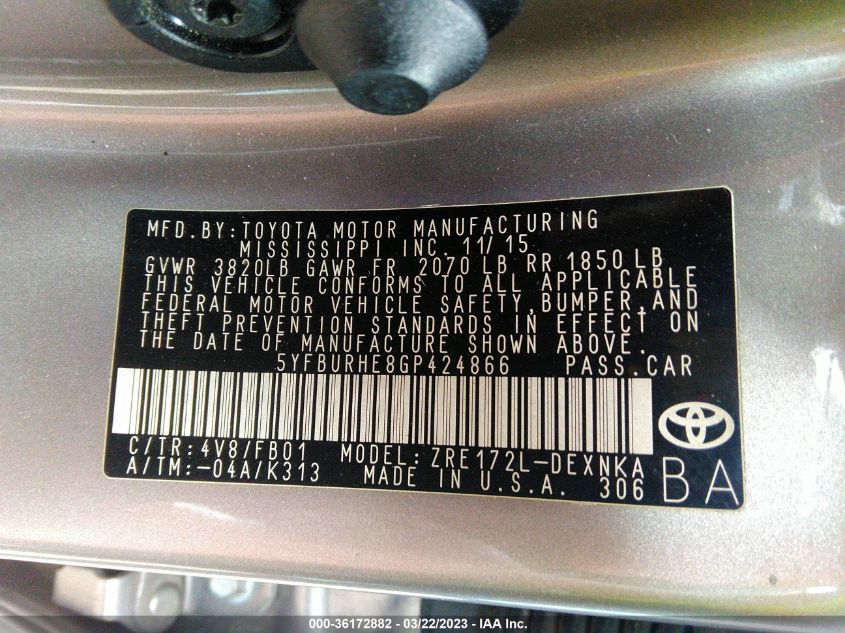 MFD.BY:TOYOTA MOTOR MANUFACTURING
MISSISSIPPI INC. 11/15
GVWR 3820LB GAWR FR 2070 LB RR 1850 LB
THIS VEHICLE CONFORMS TO ALL APPLICABLE
FEDERAL MOTOR VEHICLE SAFETY,BUMPER,AND
THEFT PREVENTION STANDARDS IN EFFECT ON
THE DATE OF MANUFACTURE SHOWN ABOVE.
5YFBURHE8GP424866 PASS.CAR
C/TR:4V8/FB01 MODEL:ZRE172L-DEXNKA
A/TM:-04A/K313 MADE IN U.S.A. 306
BA
000-36172882 - 03/22/2023 - IAA Inc.